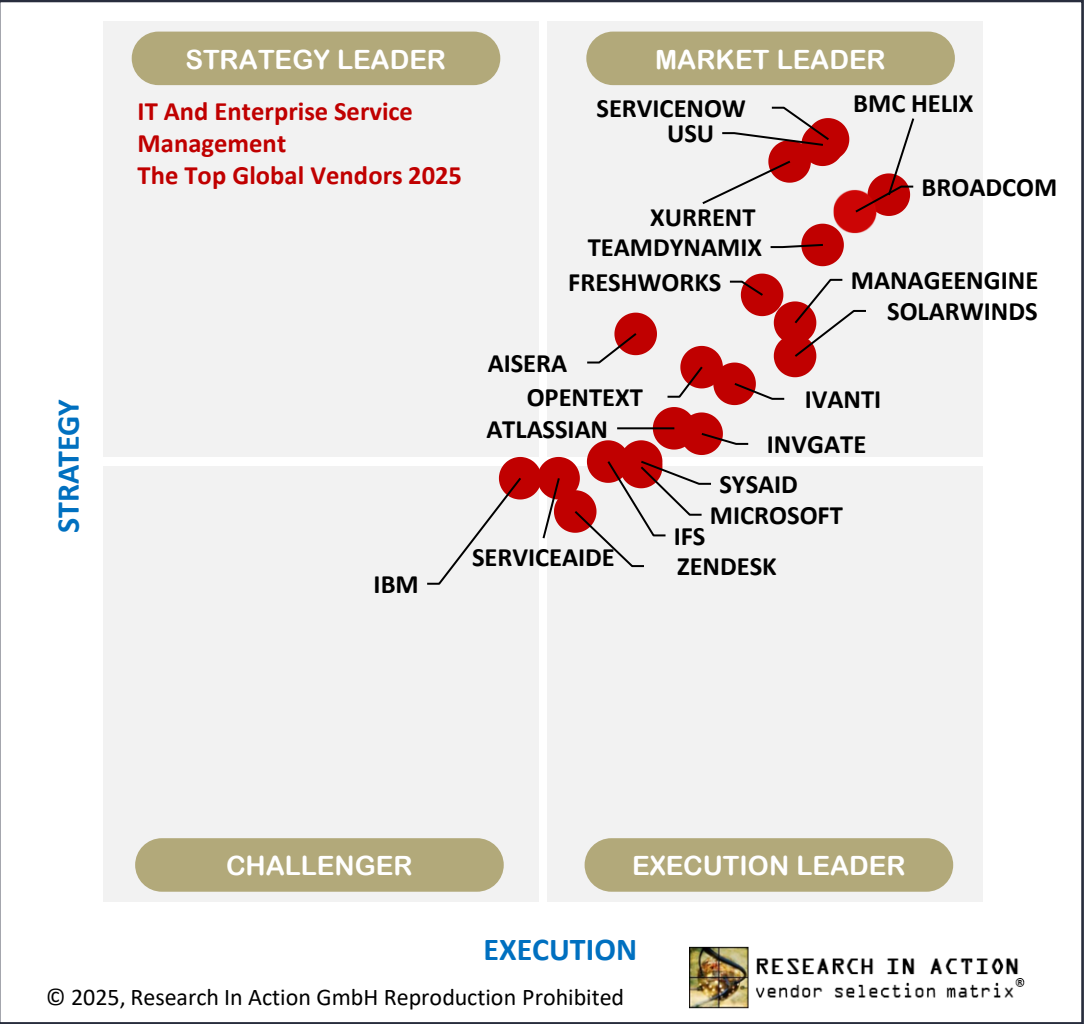 STRATEGY LEADER
MARKET LEADER
IT And Enterprise Service
Management
The Top Global Vendors 2025
SERVICENOW
BMC HELIX
USU
BROADCOM
XURRENT
TEAMDYNAMIX
FRESHWORKS
MANAGEENGINE
SOLARWINDS
AISERA
OPENTEXT
IVANTI
ATLASSIAN
INVGATE
SYSAID
MICROSOFT
IFS
SERVICEAIDE
ZENDESK
IBM
STRATEGY
CHALLENGER
EXECUTION LEADER
EXECUTION
RESEARCH IN ACTION
vendor selection matrix®
© 2025, Research In Action GmbH Reproduction Prohibited